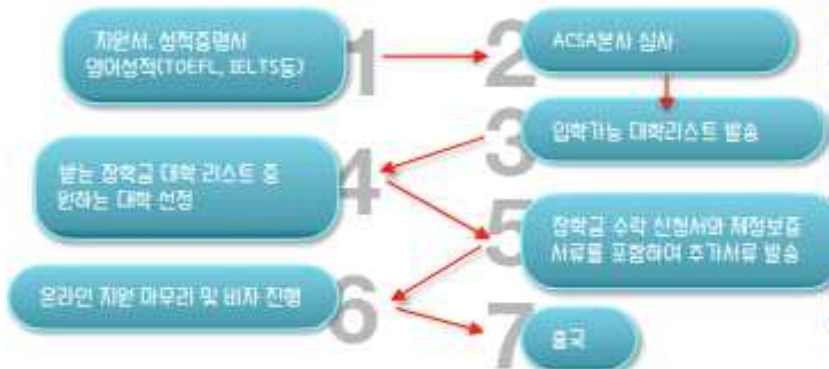 1
지원서, 성적증명서
영어성적(TOEFL, IELTS등)
2
ACSA본사 심사
3
입학가능 대학리스트 발송
4
받는 장학금 대학 리스트 중
원하는 대학 선정
5
장학금 수락 신청서와 재정보증
서류를 포함하여 추가서류 발송
6
온라인 지원 마무리 및 비자 진행
7
출국